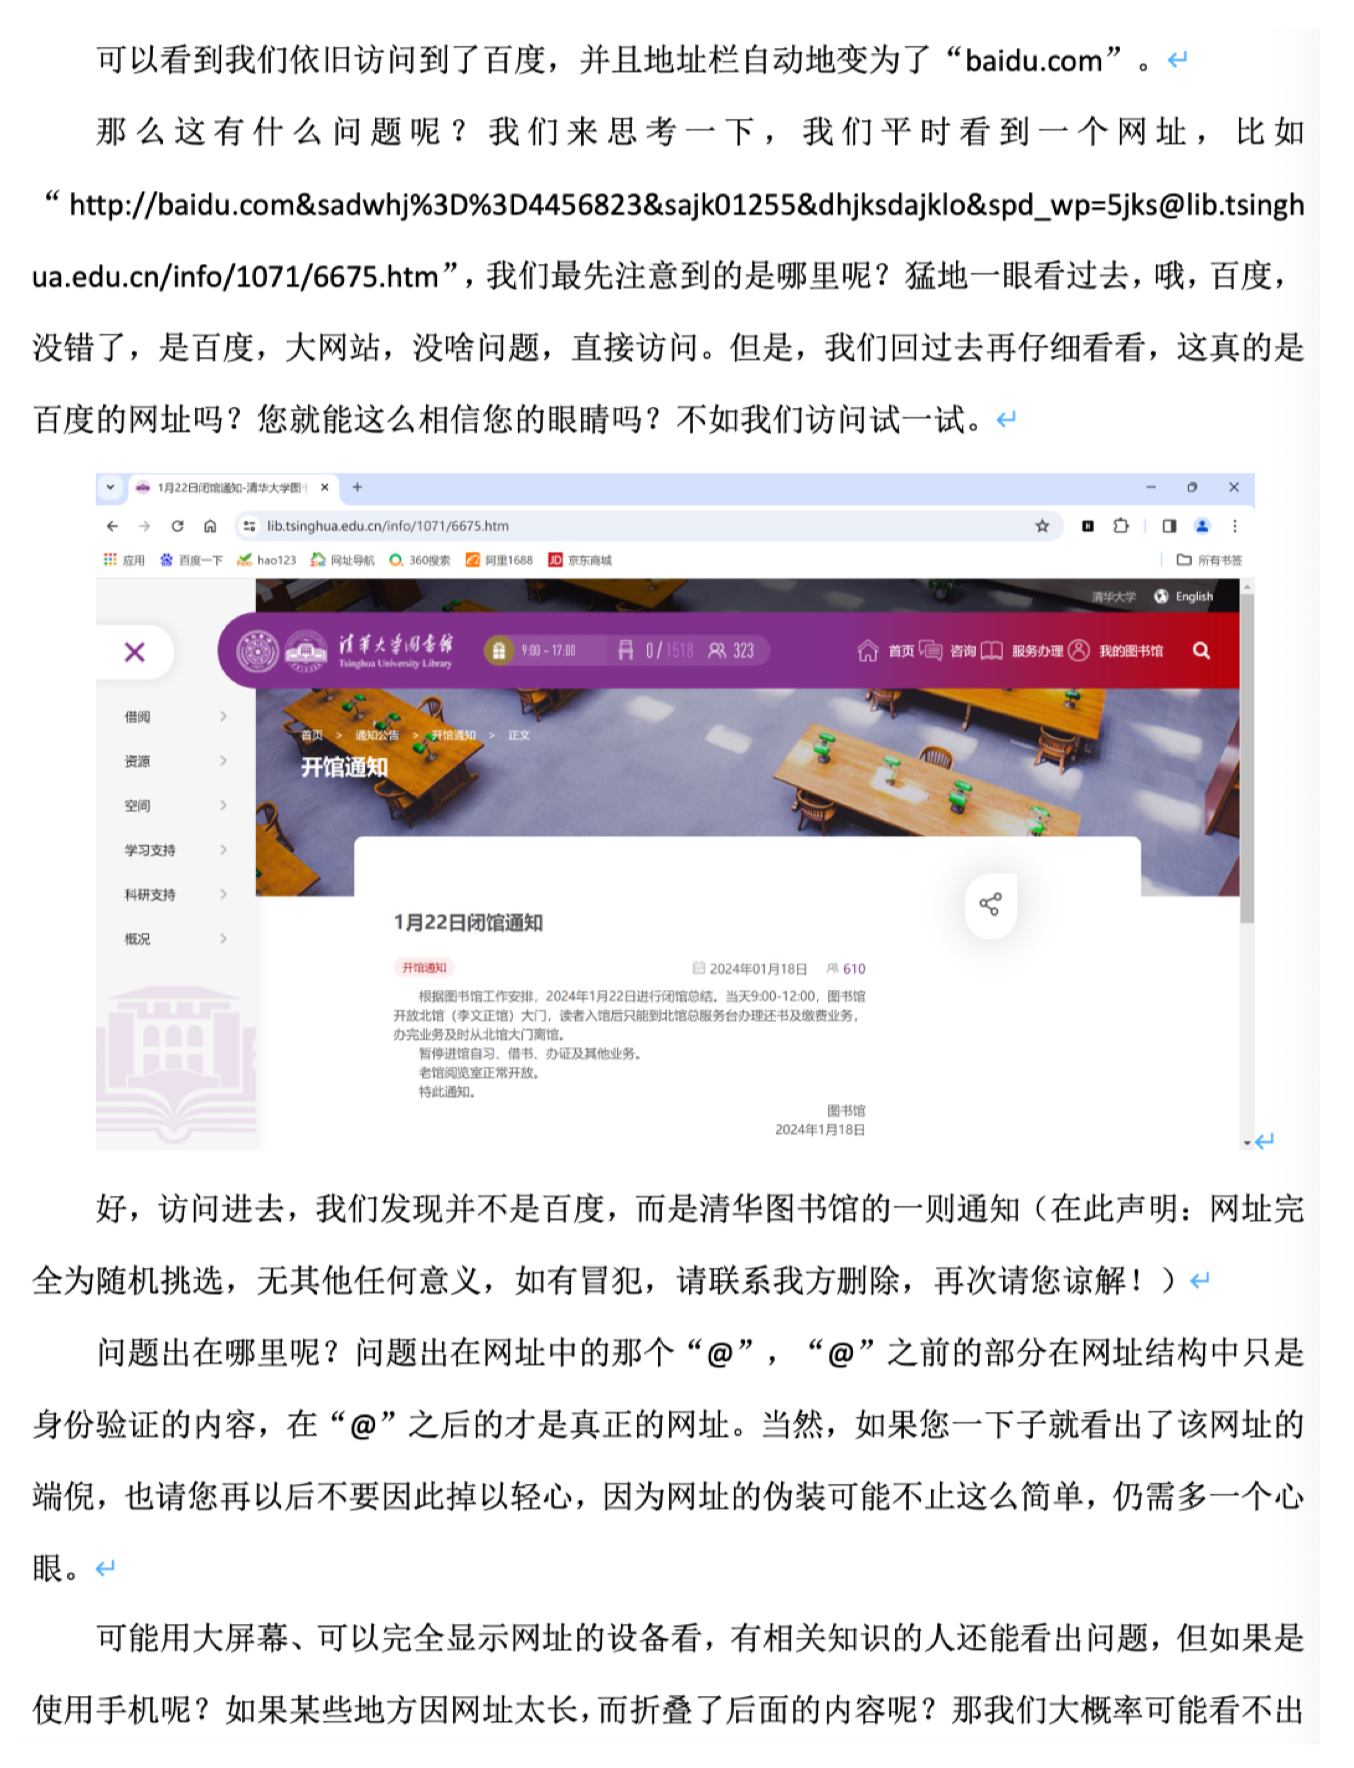 可以看到我们依旧访问到了百度，并且地址栏自动地变为了“baidu.com”。
那么这有什么问题呢？我们来思考一下，我们平时看到一个网址，比如
“http://baidu.com&sadwhj%3D%3D4456823&sajk01255&dhjksdajklo&spd_wp=5jks@lib.tsingh
ua.edu.cn/info/1071/6675.htm”，我们最先注意到的是哪里呢？猛地一眼看过去，哦，百度，
没错了，是百度，大网站，没啥问题，直接访问。但是，我们回过去再仔细看看，这真的是
百度的网址吗？您就能这么相信您的眼睛吗？不如我们访问试一试。
1月22日闭馆通知-清华大学图
lib.tsinghua.edu.cn/info/1071/6675.htm
应用 百度一下 hao123 网址导航 360搜索 阿里1688 JD 京东商城 所有书签
清华大学 English
清华大学图书馆
Tsinghua University Library
9:00 - 17:00 0/1518 323 首页 咨询 服务办理 我的图书馆
借阅
资源
空间
学习支持
科研支持
概况
首页 > 通知公告 > 开馆通知 > 正文
开馆通知
1月22日闭馆通知
开馆通知 2024年01月18日 610
根据图书馆工作安排，2024年1月22日进行闭馆总结。当天9:00-12:00，图书馆
开放北馆（李文正馆）大门，读者入馆后只能到北馆总服务台办理还书及缴费业务，
办完业务及时从北馆大门离馆。
暂停进馆自习、借书、办证及其他业务。
老馆阅览室正常开放。
特此通知。
图书馆
2024年1月18日
好，访问进去，我们发现并不是百度，而是清华图书馆的一则通知（在此声明：网址完
全为随机挑选，无其他任何意义，如有冒犯，请联系我方删除，再次请您谅解！）
问题出在哪里呢？问题出在网址中的那个“@”，“@”之前的部分在网址结构中只是
身份验证的内容，在“@”之后的才是真正的网址。当然，如果您一下子就看出了该网址的
端倪，也请您再以后不要因此掉以轻心，因为网址的伪装可能不止这么简单，仍需多一个心
眼。
可能用大屏幕、可以完全显示网址的设备看，有相关知识的人还能看出问题，但如果是
使用手机呢？如果某些地方因网址太长，而折叠了后面的内容呢？那我们大概率可能看不出